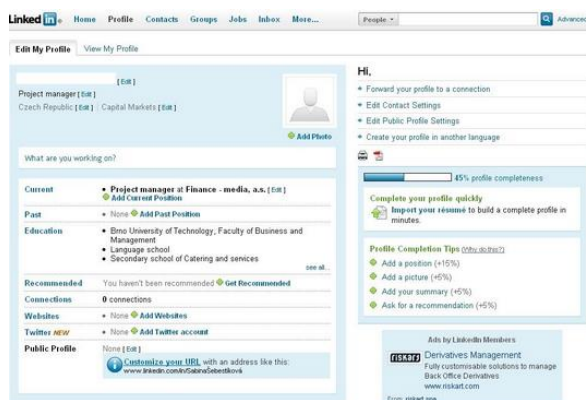 Linked in
Home Profile Contacts Groups Jobs Inbox More...
People
Advanced
Edit My Profile View My Profile
[Edit]
Project manager [Edit]
Czech Republic [Edit] Capital Markets [Edit]
Add Photo
What are you working on?
Current
• Project manager at Finance - media, a.s. [Edit]
Add Current Position
Past
• None Add Past Position
Education
• Brno University of Technology, Faculty of Business and
Management
• Language school
• Secondary school of Catering and services
see all...
Recommended You haven't been recommended Get Recommended
Connections 0 connections
Websites • None Add Websites
Twitter NEW • None Add Twitter account
Public Profile None [Edit]
Customize your URL with an address like this:
www.linkedin.com/in/SabinaŠebestíková
Hi,
Forward your profile to a connection
Edit Contact Settings
Edit Public Profile Settings
Create your profile in another language
45% profile completeness
Complete your profile quickly
Import your résumé to build a complete profile in
minutes.
Profile Completion Tips (Why do this?)
Add a position (+15%)
Add a picture (+5%)
Add your summary (+5%)
Ask for a recommendation (+5%)
Ads by LinkedIn Members
riskart Derivatives Management
Fully customisable solutions to manage
Back Office Derivatives
www.riskart.com
From: riskart spe